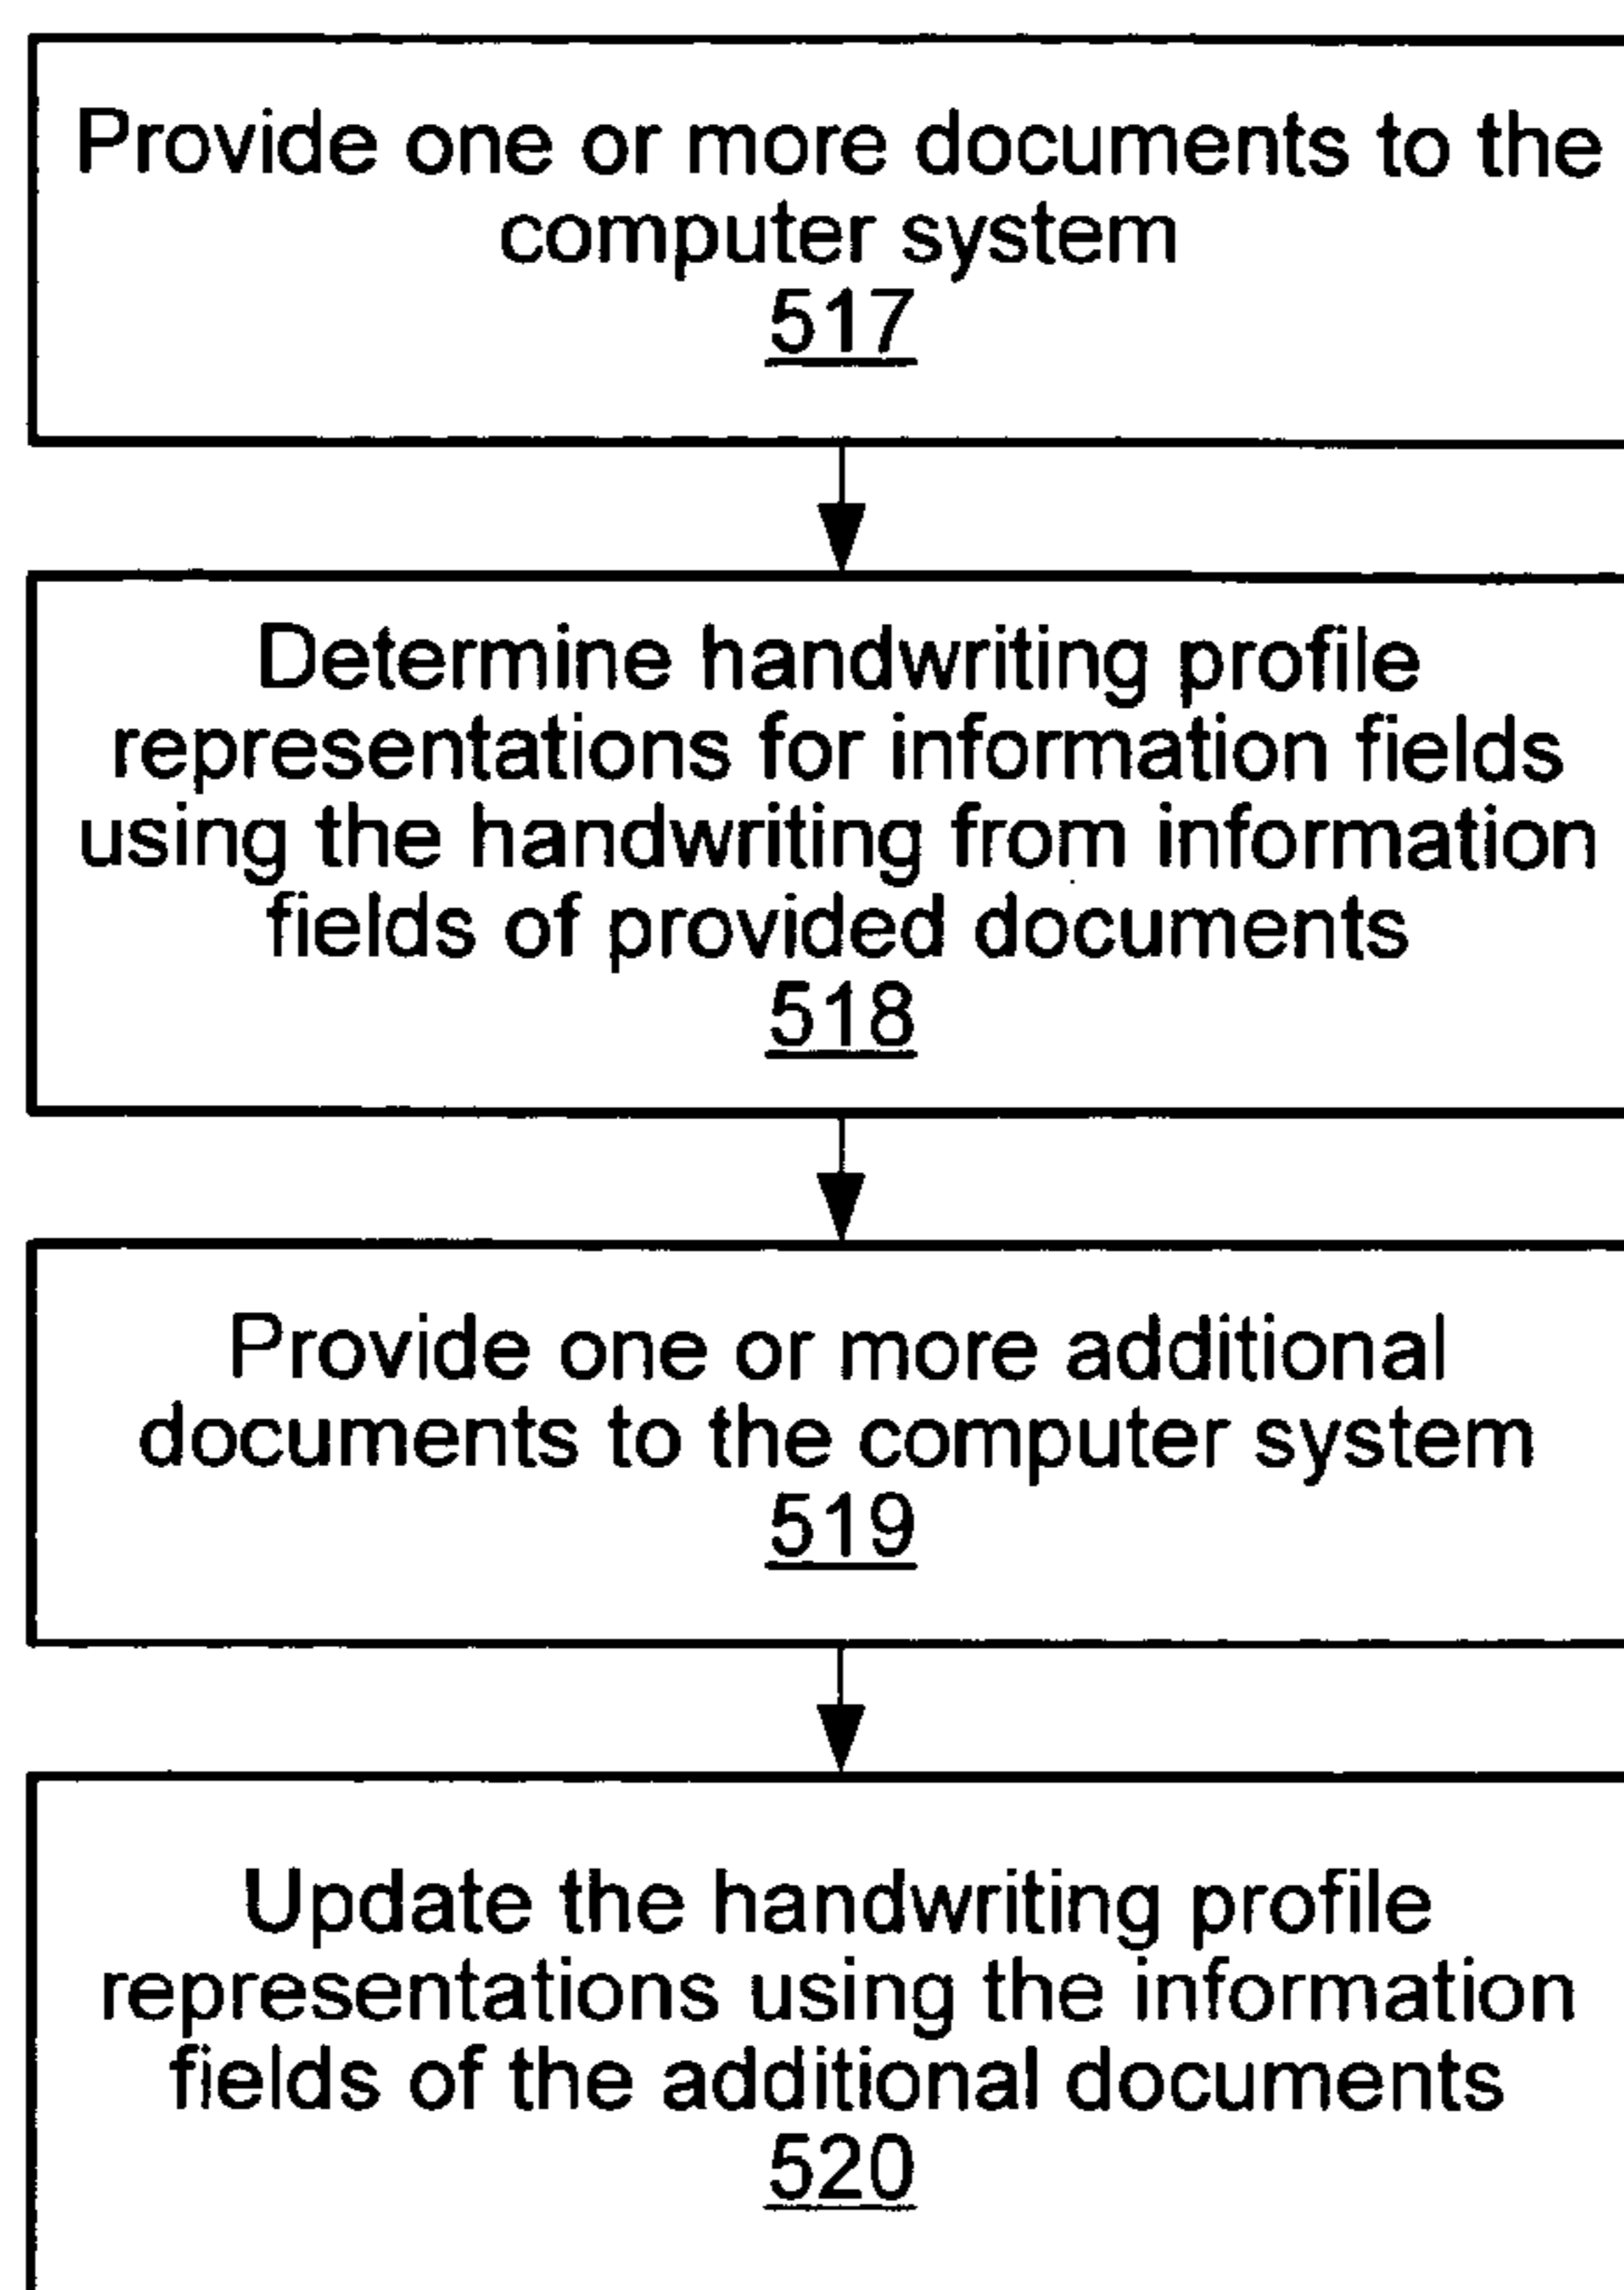 Provide one or more documents to the
computer system
517
Determine handwriting profile
representations for information fields
using the handwriting from information
fields of provided documents
518
Provide one or more additional
documents to the computer system
519
Update the handwriting profile
representations using the information
fields of the additional documents
520